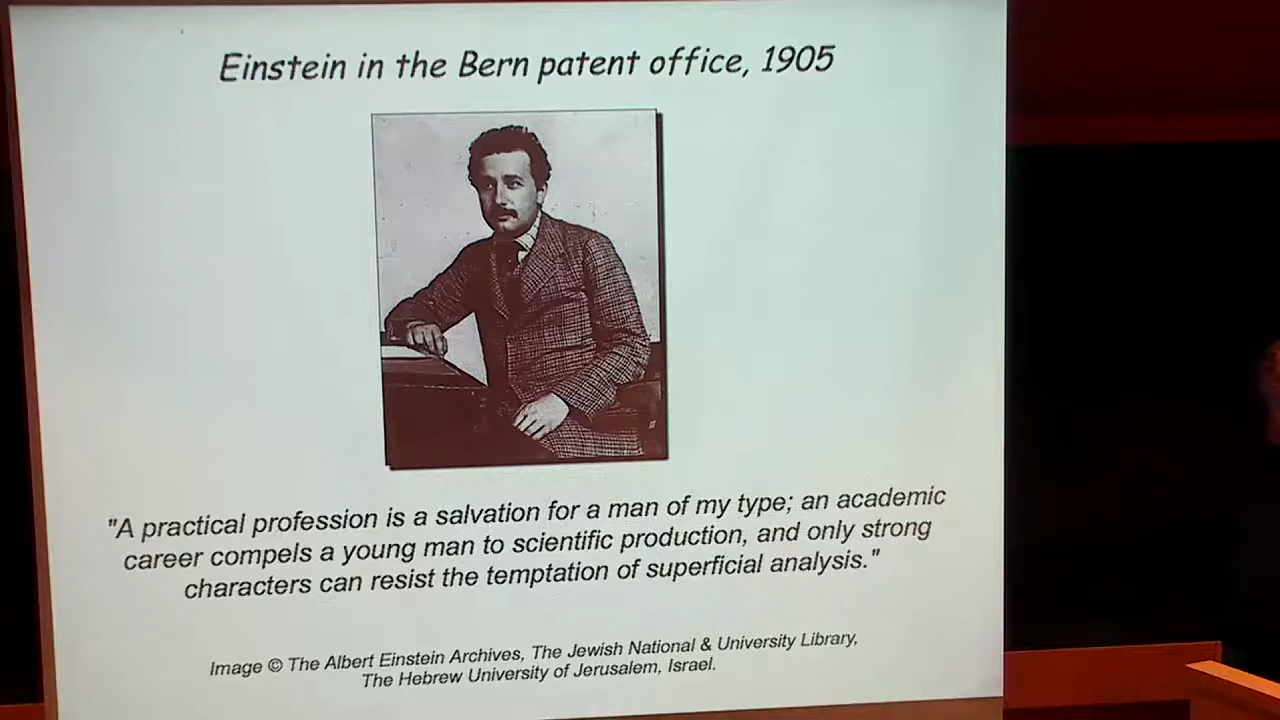 Einstein in the Bern patent office, 1905
"A practical profession is a salvation for a man of my type; an academic
career compels a young man to scientific production, and only strong
characters can resist the temptation of superficial analysis."
Image © The Albert Einstein Archives, The Jewish National & University Library,
The Hebrew University of Jerusalem, Israel.